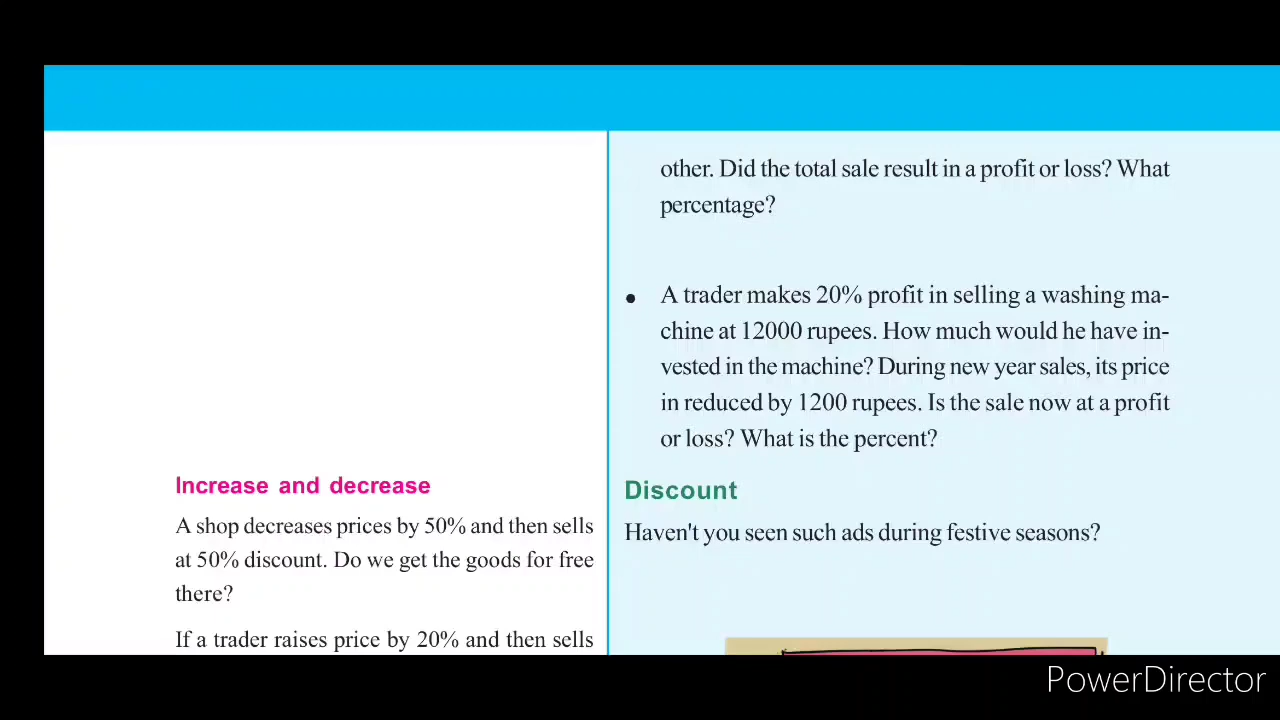 other. Did the total sale result in a profit or loss? What
percentage?
• A trader makes 20% profit in selling a washing ma-
chine at 12000 rupees. How much would he have in-
vested in the machine? During new year sales, its price
in reduced by 1200 rupees. Is the sale now at a profit
or loss? What is the percent?
Increase and decrease
A shop decreases prices by 50% and then sells
at 50% discount. Do we get the goods for free
there?
If a trader raises price by 20% and then sells
Discount
Haven't you seen such ads during festive seasons?
PowerDirector